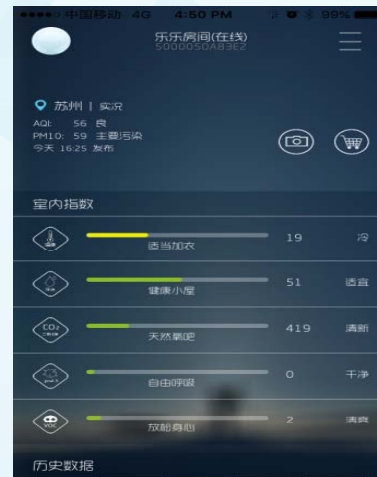 中国移动 4G 4:50 PM 99%
乐乐房间(在线)
苏州 | 实况
AQI: 56 良
PM10: 59 主要污染
今天 16:25 发布
室内指数
温度 适当加衣 19 冷
健康小屋 51 适宜
CO2 天然氧吧 419 清新
自由呼吸 0 干净
VOC 放松身心 2 清爽
历史数据